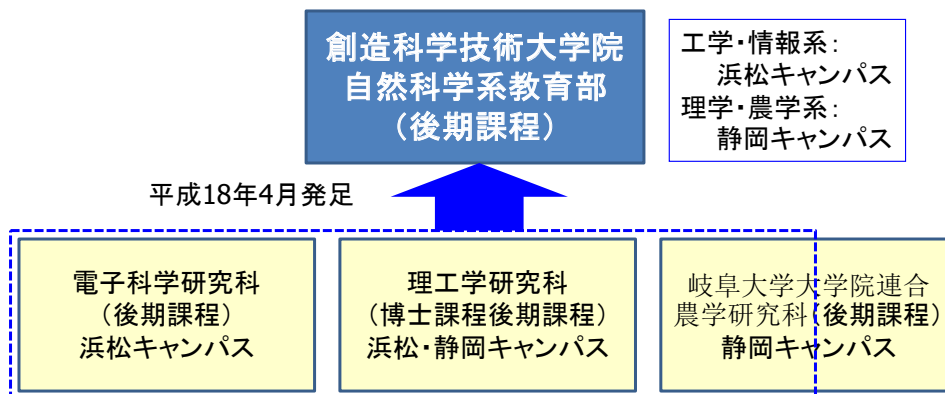 創造科学技術大学院
自然科学系教育部
（後期課程）
工学・情報系：
浜松キャンパス
理学・農学系：
静岡キャンパス
平成18年4月発足
電子科学研究科
（後期課程）
浜松キャンパス
理工学研究科
（博士課程後期課程）
浜松・静岡キャンパス
岐阜大学大学院連合
農学研究科（後期課程）
静岡キャンパス